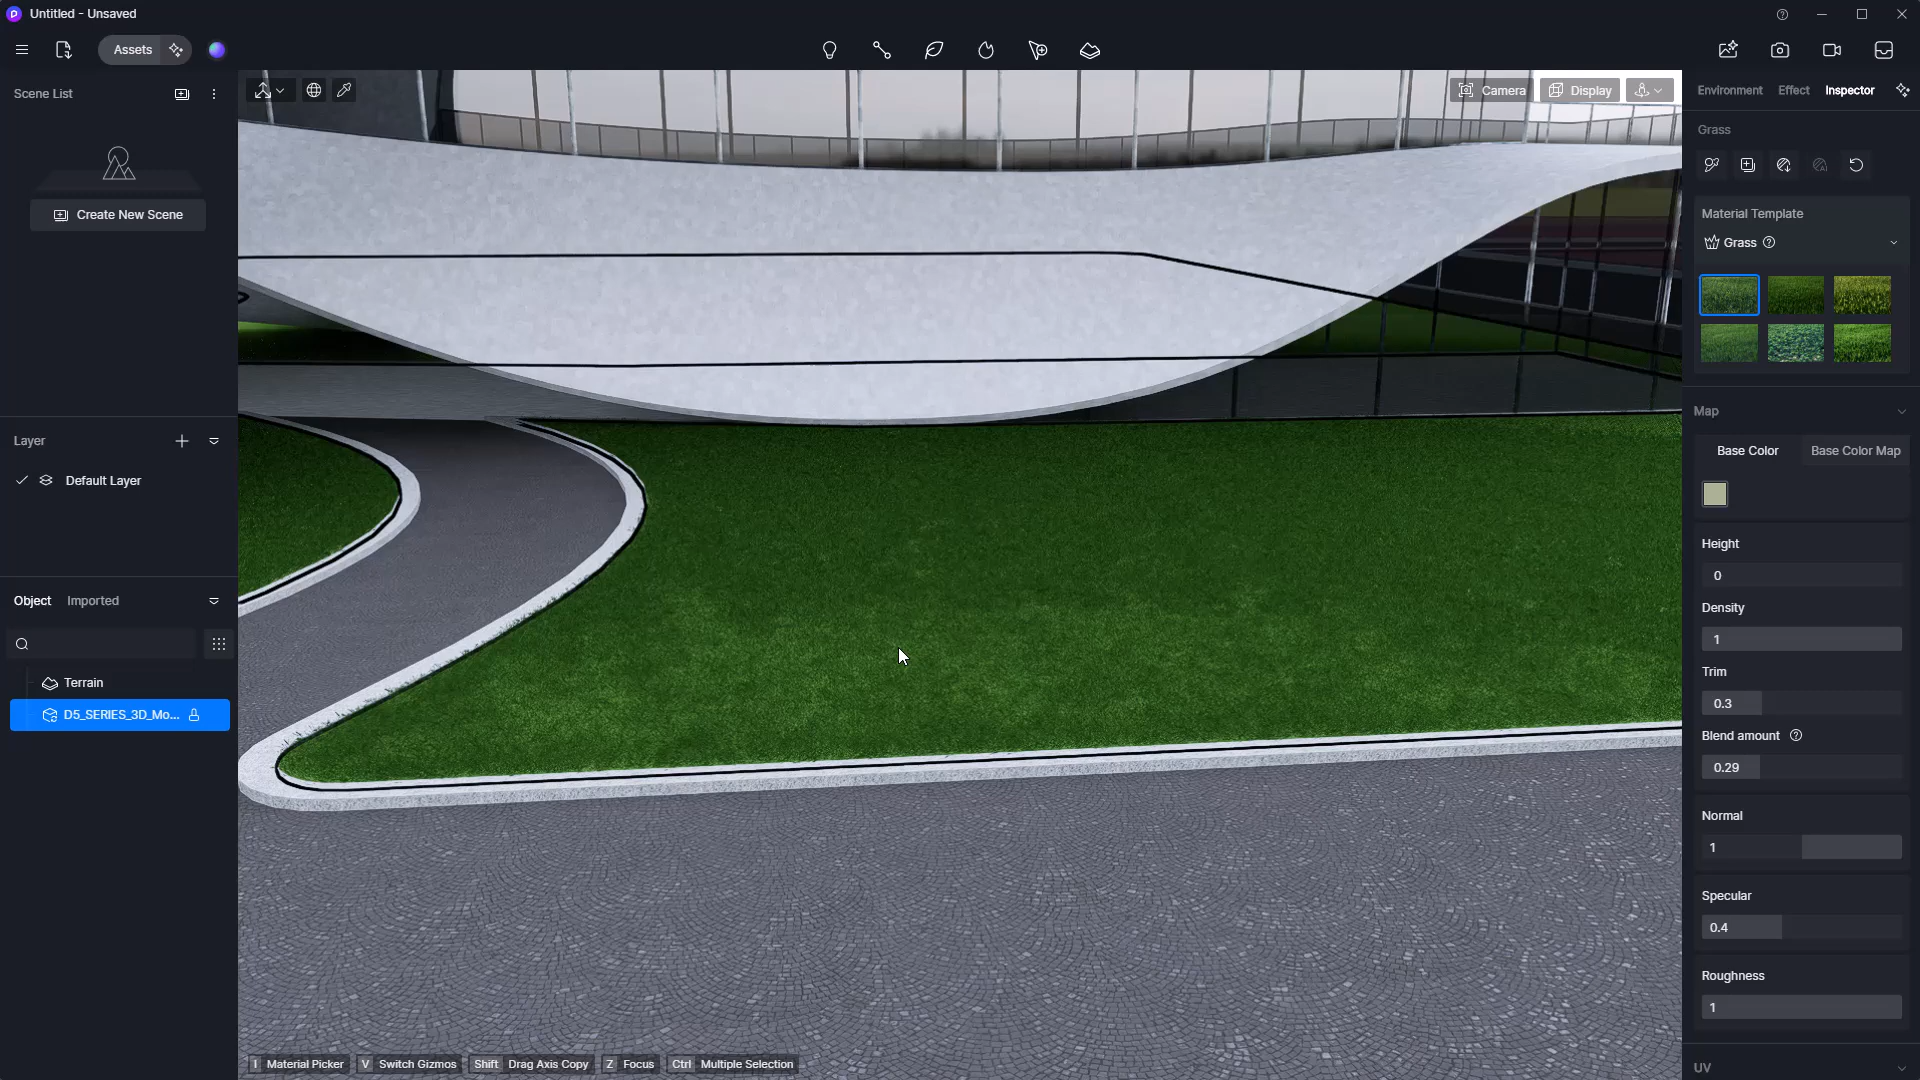 Untitled - Unsaved
Assets
Scene List
Create New Scene
Layer
Default Layer
Object
Imported
Terrain
D5_SERIES_3D_Mo...
Camera
Display
I Material Picker
V Switch Gizmos
Shift Drag Axis Copy
Z Focus
Ctrl Multiple Selection
Environment
Effect
Inspector
Grass
Material Template
Grass
Map
Base Color
Base Color Map
Height
0
Density
1
Trim
0.3
Blend amount
0.29
Normal
1
Specular
0.4
Roughness
1
UV